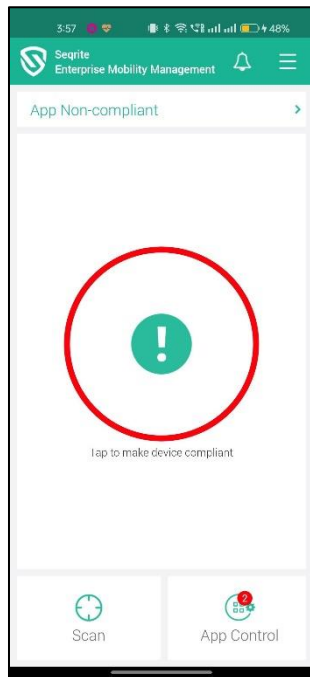 3:57 48%
Seqrite
Enterprise Mobility Management
App Non-compliant
!
Tap to make device compliant
2
Scan App Control